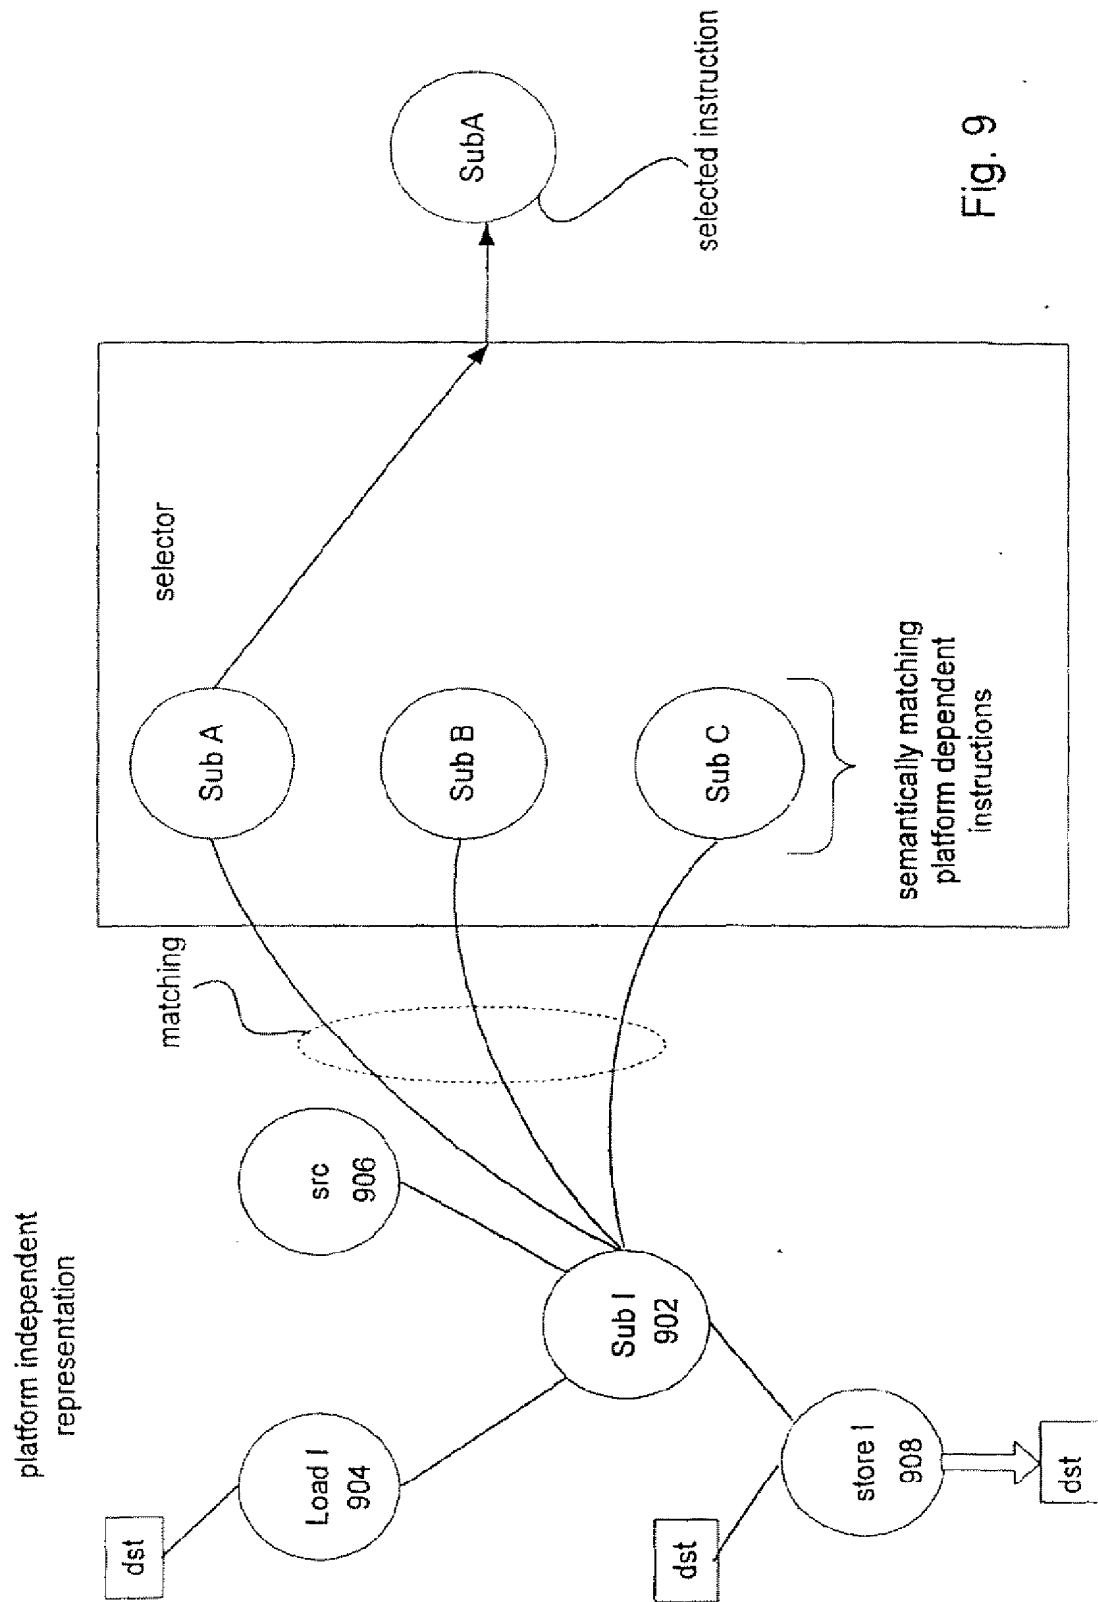 platform independent
representation
dst
Load I
904
src
906
Sub I
902
dst
store I
908
dst
matching
selector
Sub A
Sub B
Sub C
semantically matching
platform dependent
instructions
SubA
selected instruction
Fig. 9